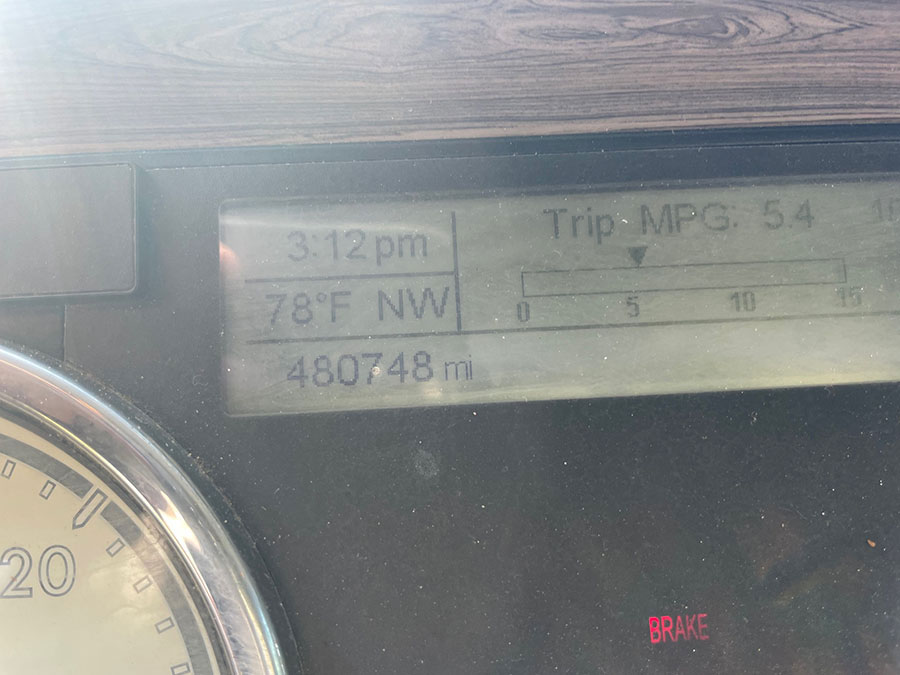 3:12 pm
Trip MPG: 5.4
78°F NW
0 5 10 15
480748 mi
20
BRAKE